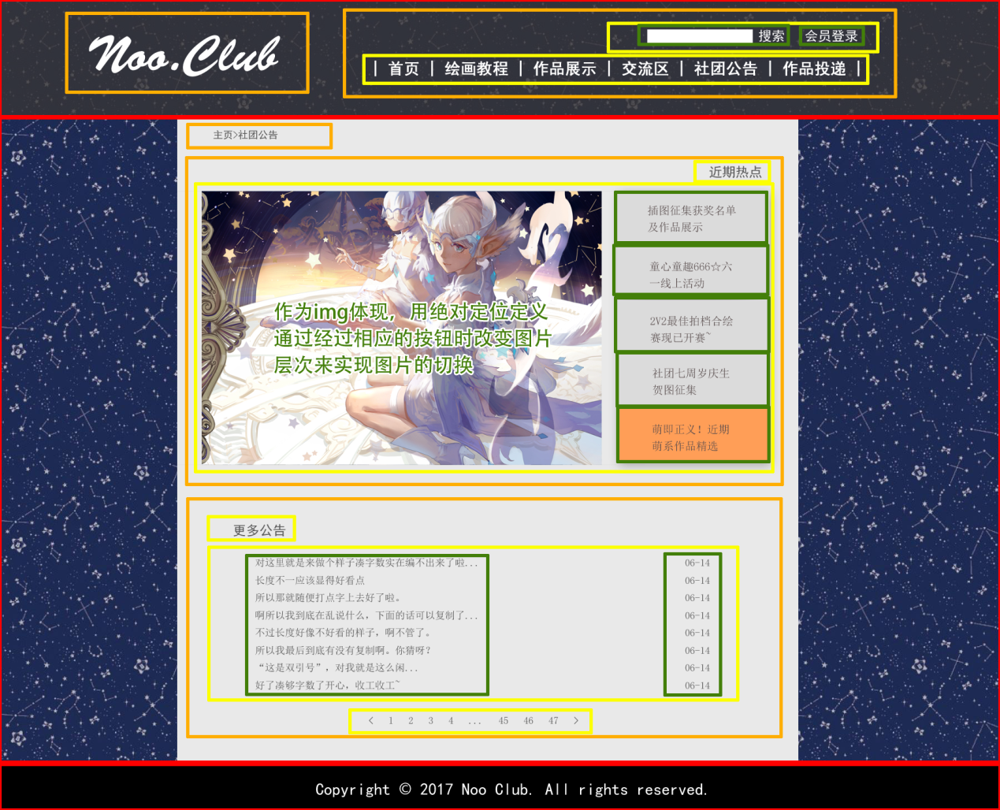 Noo.Club
搜索 会员登录
| 首页 | 绘画教程 | 作品展示 | 交流区 | 社团公告 | 作品投递 |
主页>社团公告
近期热点
插图征集获奖名单
及作品展示
童心童趣666☆六
一线上活动
作为img体现，用绝对定位定义
通过经过相应的按钮时改变图片
层次来实现图片的切换
2V2最佳拍档合绘
赛现已开赛~
社团七周岁庆生
贺图征集
萌即正义！近期
萌系作品精选
更多公告
对这里就是来做个样子凑字数实在编不出来了啦... 06-14
长度不一应该显得好看点 06-14
所以那就随便打点字上去好了啦。 06-14
啊所以我到底在乱说什么，下面的话可以复制了... 06-14
不过长度好像不好看的样子，啊不管了。 06-14
所以我最后到底有没有复制啊。你猜呀？ 06-14
“这是双引号”，对我就是这么闲... 06-14
好了凑够字数了开心，收工收工~ 06-14
< 1 2 3 4 ... 45 46 47 >
Copyright © 2017 Noo Club. All rights reserved.